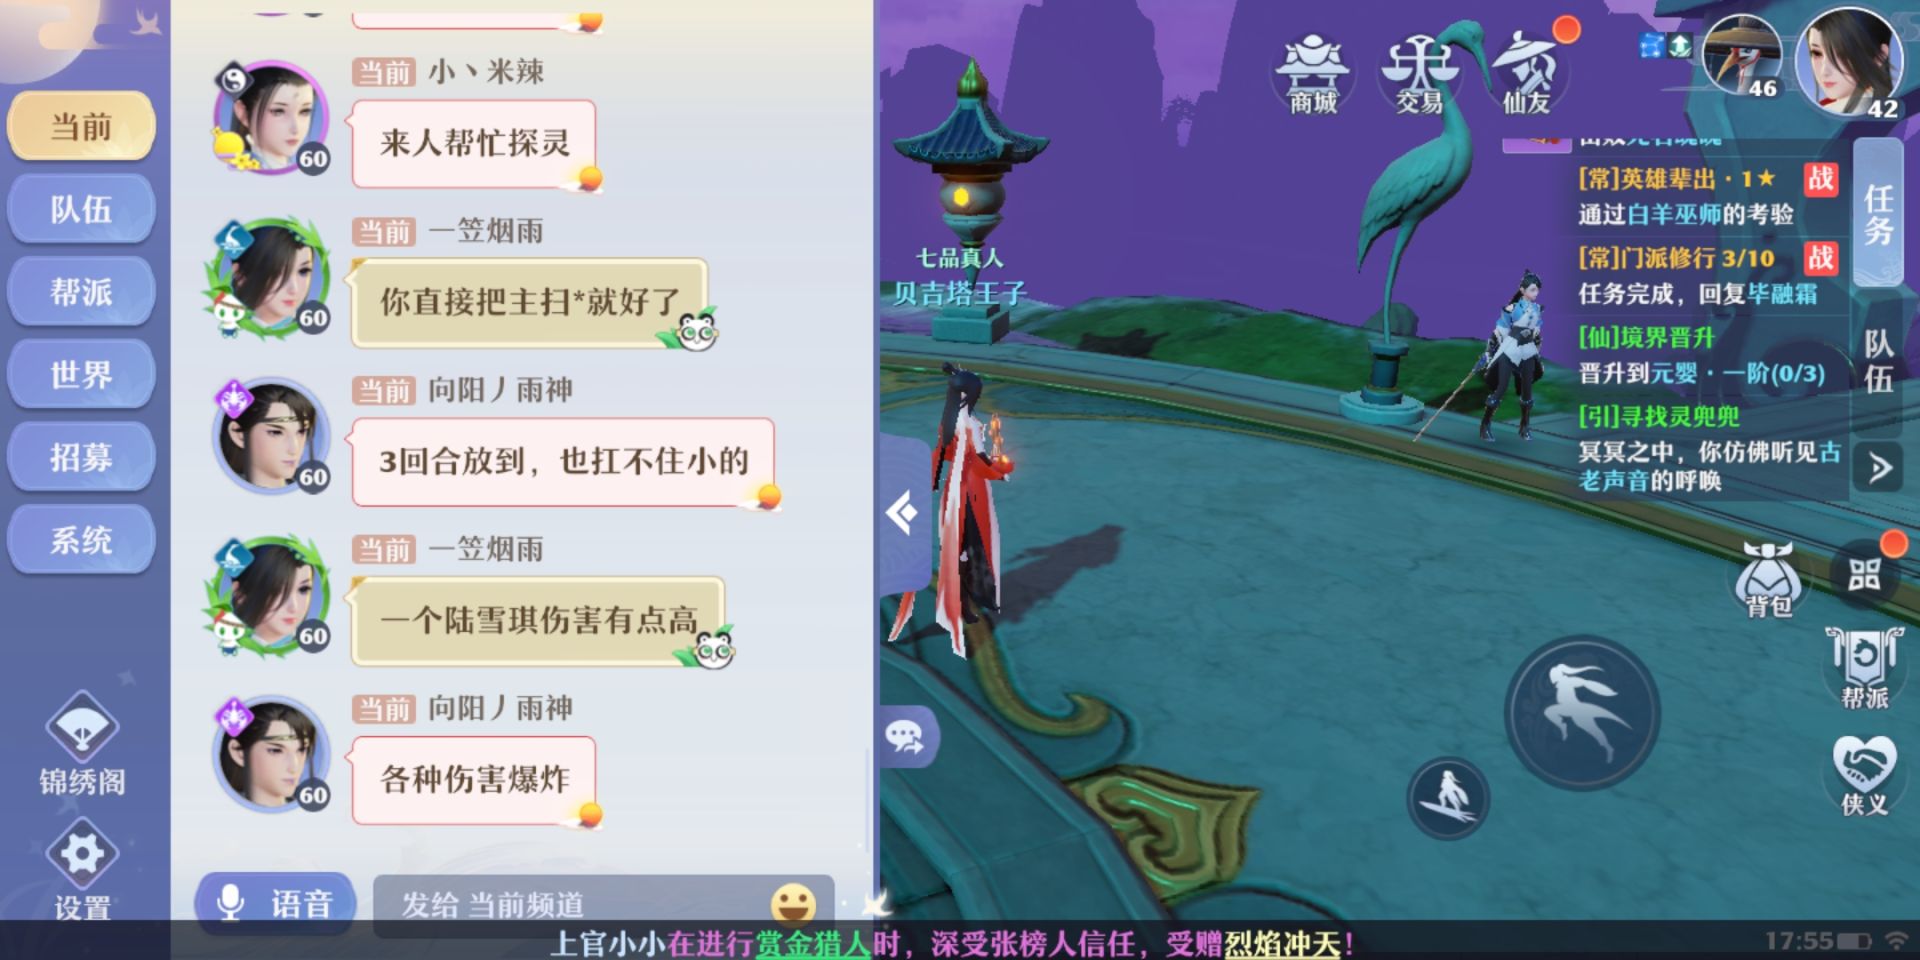 当前
队伍
帮派
世界
招募
系统
锦绣阁
设置
当前 小丶米辣
来人帮忙探灵
60
当前 一笠烟雨
你直接把主扫*就好了
60
当前 向阳丿雨神
3回合放到，也扛不住小的
60
当前 一笠烟雨
一个陆雪琪伤害有点高
60
当前 向阳丿雨神
各种伤害爆炸
60
语音
发给 当前频道
七品真人
贝吉塔王子
商城
交易
仙友
46
42
[常]英雄辈出·1★ 战
通过白羊巫师的考验
[常]门派修行 3/10 战
任务完成，回复毕融霜
[仙]境界晋升
晋升到元婴·一阶(0/3)
[引]寻找灵兜兜
冥冥之中，你仿佛听见古
老声音的呼唤
任务
队伍
背包
帮派
侠义
上官小小在进行赏金猎人时，深受张榜人信任，受赠烈焰冲天！
17:55